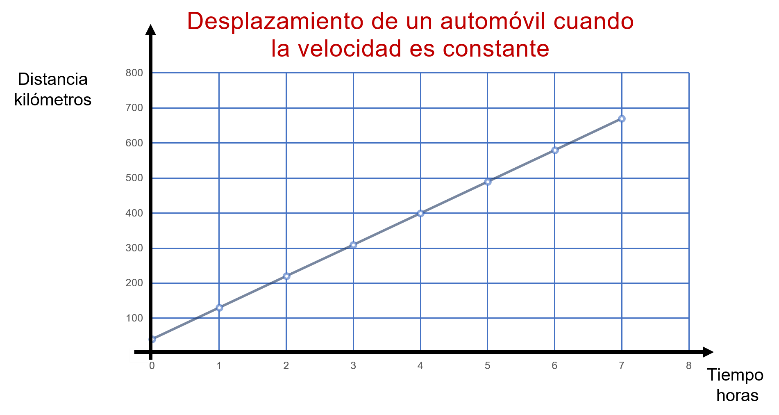 Desplazamiento de un automóvil cuando
la velocidad es constante
Distancia
kilómetros
800
700
600
500
400
300
200
100
0 1 2 3 4 5 6 7 8
Tiempo
horas